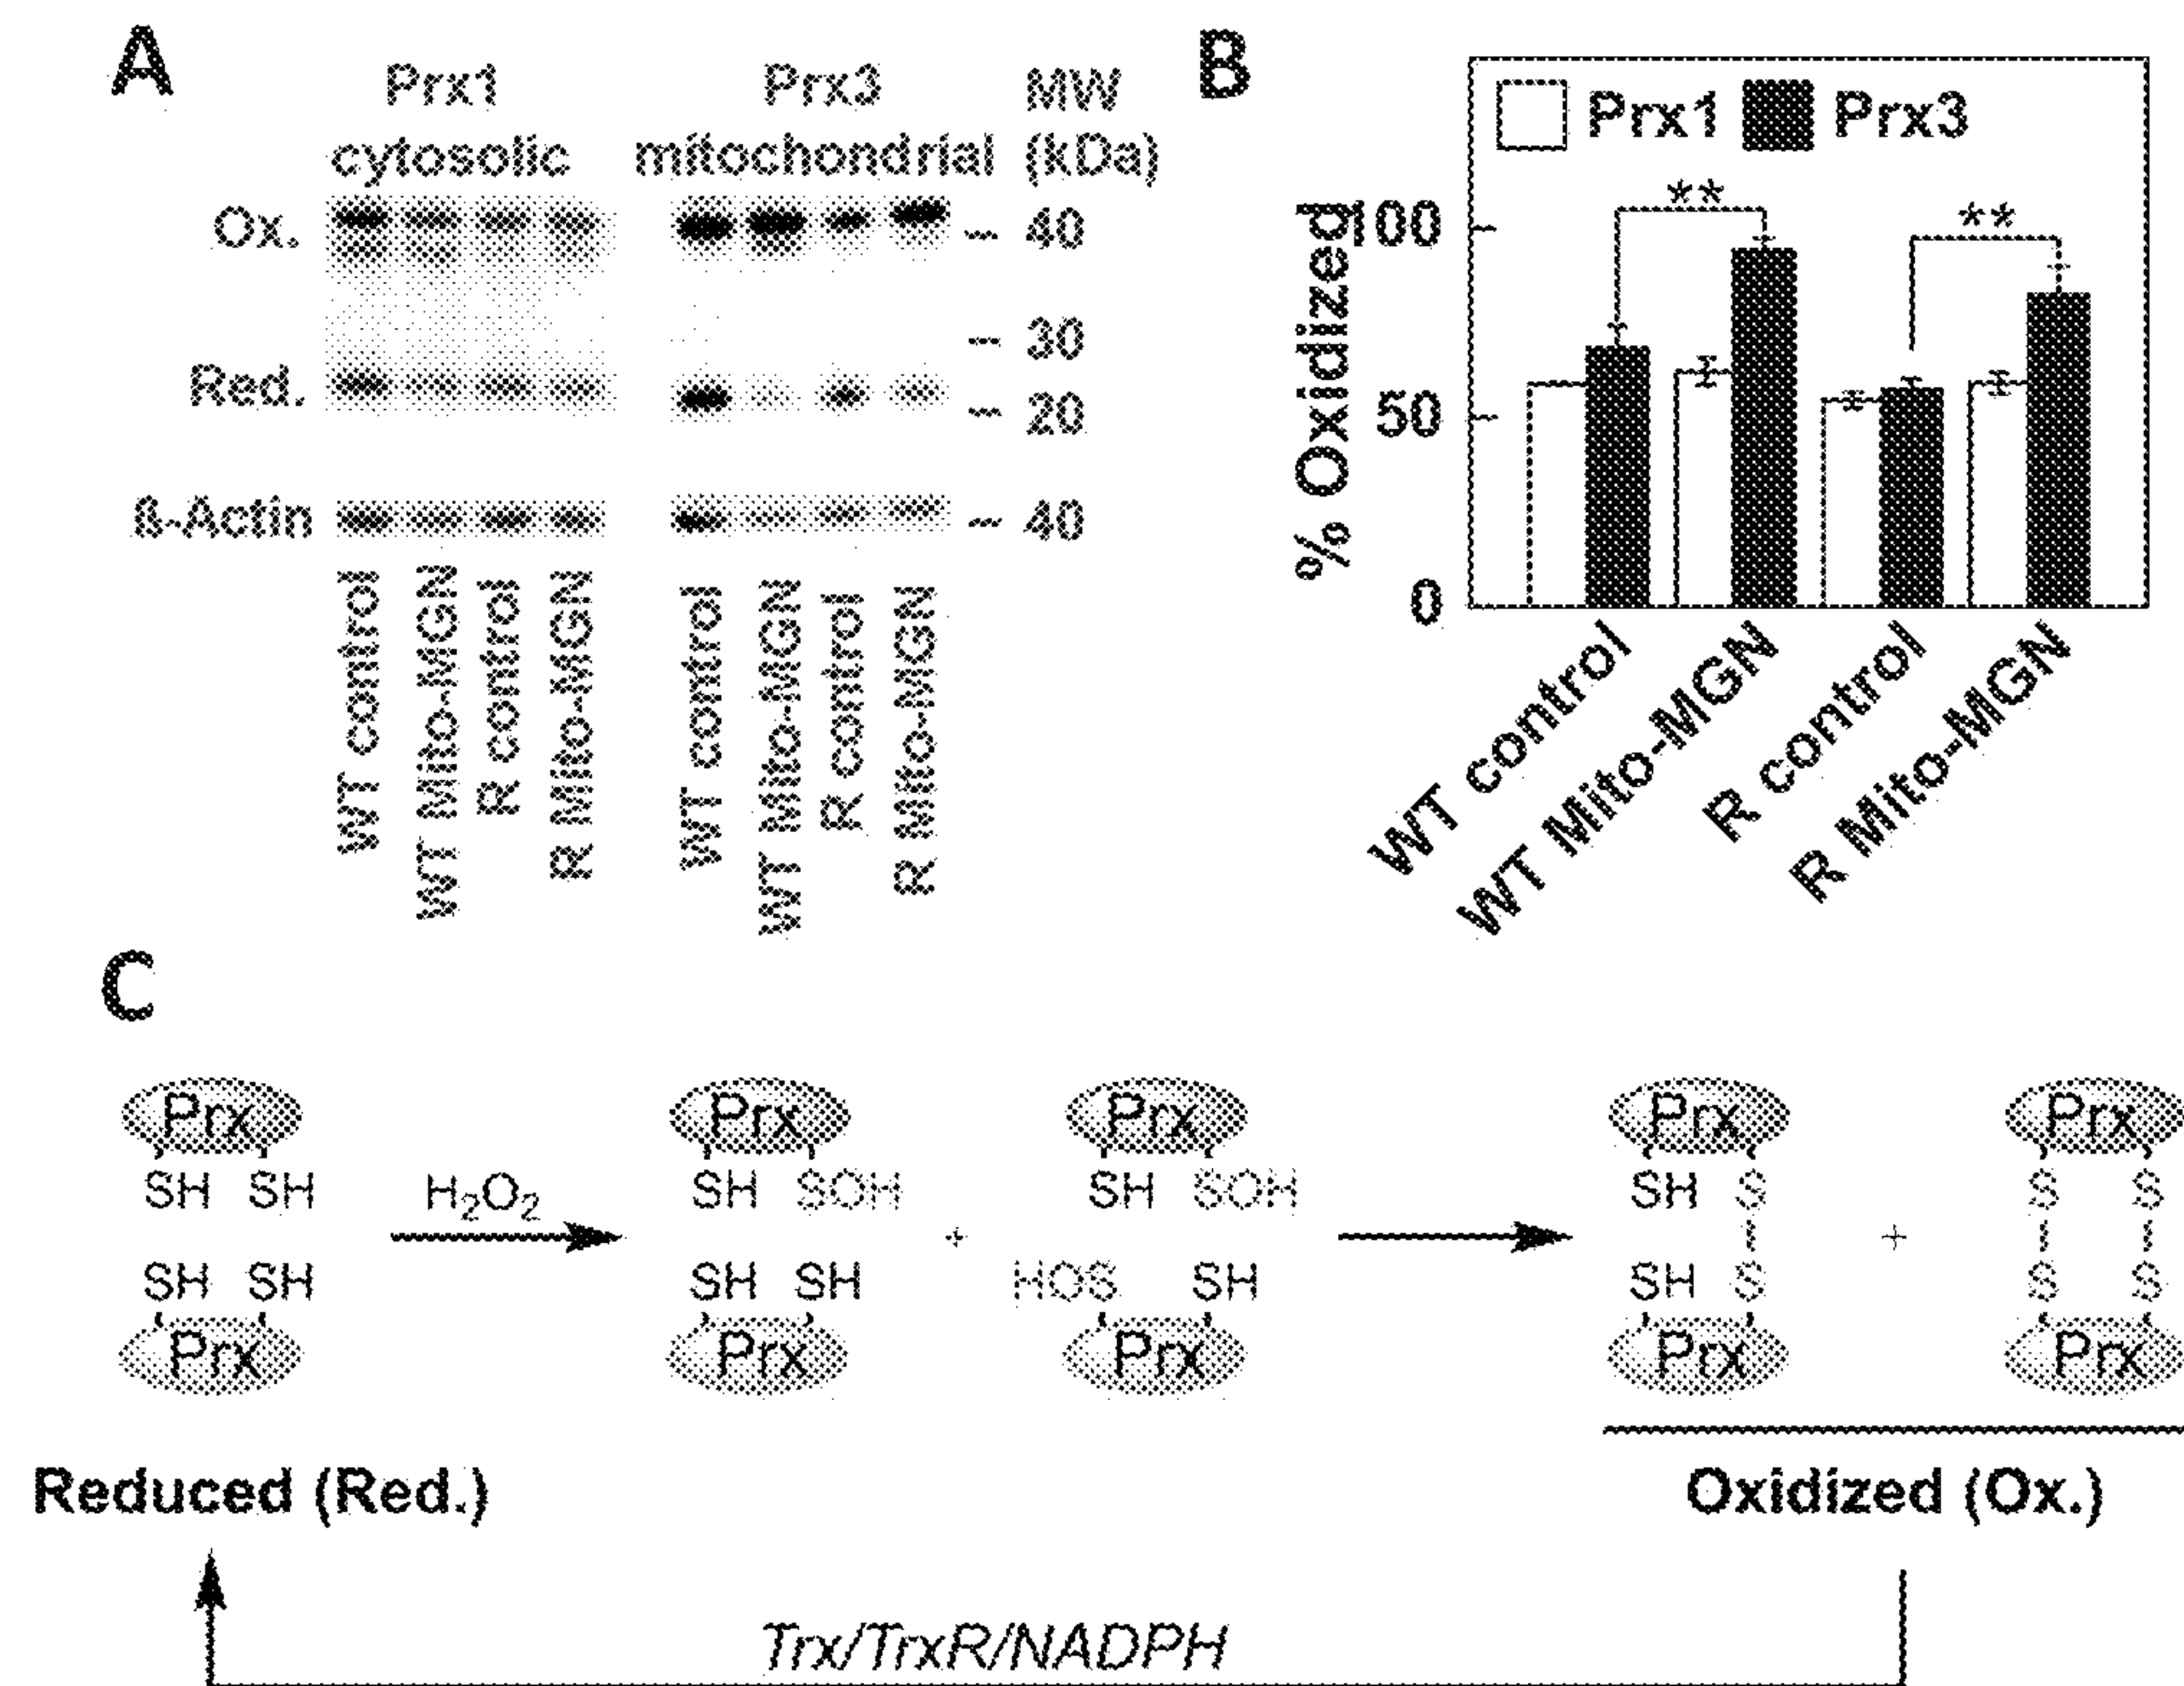 A
Prx1 Prx3 MW
cytosolic mitochondrial (kDa)
Ox.
40
30
Red.
20
ß-Actin
40
WT control
WT Mito-MGN
R control
R Mito-MGN
WT control
WT Mito-MGN
R control
R Mito-MGN
B
Prx1 Prx3
**
**
% Oxidized
100
50
0
WT control
WT Mito-MGN
R control
R Mito-MGN
C
Prx Prx Prx Prx Prx
SH SH H2O2 SH SOH SH SOH SH S S S
+ +
SH SH SH SH HOS SH SH S S S
Prx Prx Prx Prx Prx
Reduced (Red.) Oxidized (Ox.)
Trx/TrxR/NADPH